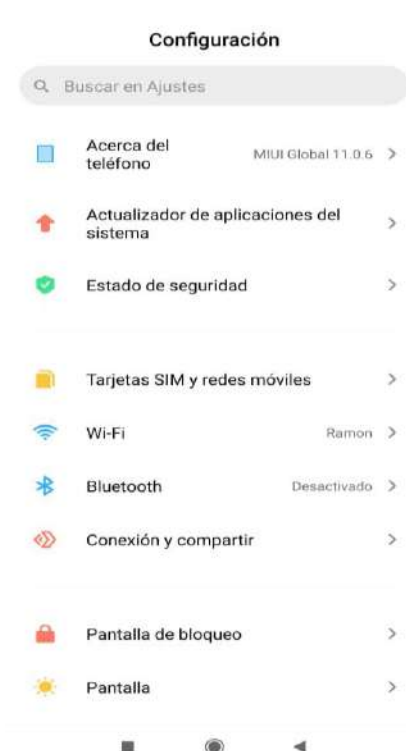 Configuración
Buscar en Ajustes
Acerca del
teléfono
MIUI Global 11.0.6
Actualizador de aplicaciones del
sistema
Estado de seguridad
Tarjetas SIM y redes móviles
Wi-Fi
Ramon
Bluetooth
Desactivado
Conexión y compartir
Pantalla de bloqueo
Pantalla